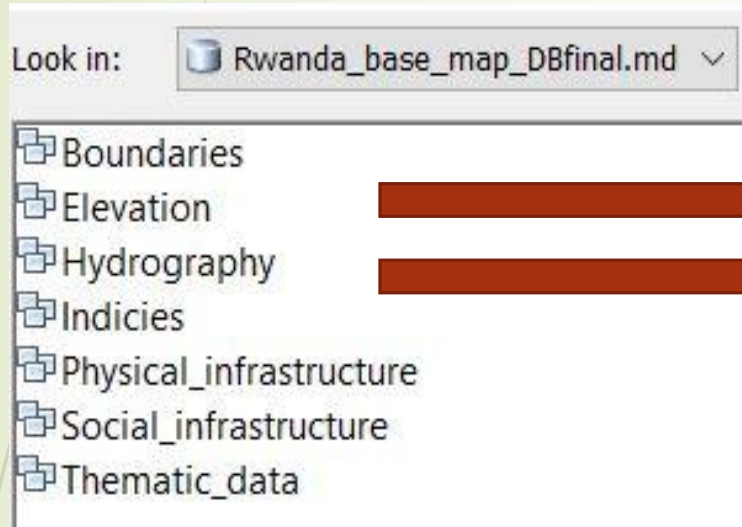 Look in: Rwanda_base_map_DBfinal.md
Boundaries
Elevation
Hydrography
Indicies
Physical_infrastructure
Social_infrastructure
Thematic_data